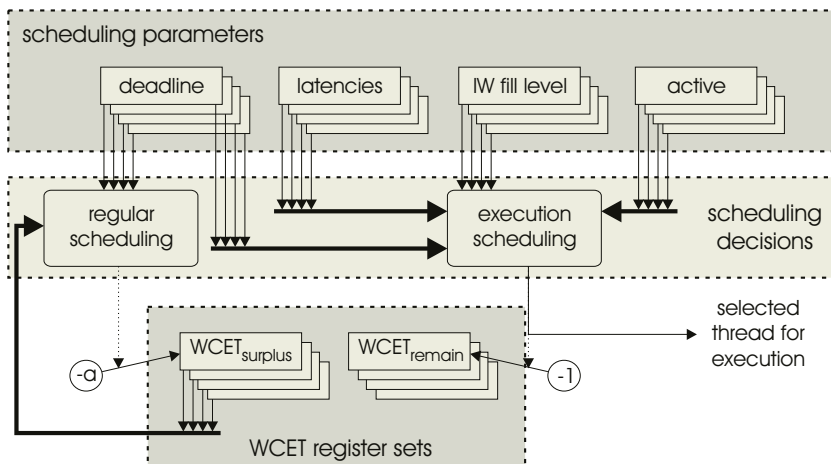 scheduling parameters
deadline
latencies
IW fill level
active
regular
scheduling
execution
scheduling
scheduling
decisions
selected
thread for
execution
WCETsurplus
WCETremain
-a
-1
WCET register sets